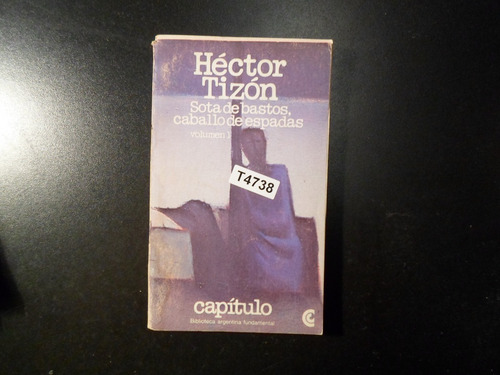 Héctor
Tizón
Sota de bastos,
caballo de espadas
volumen
T4738
capítulo
Biblioteca argentina fundamental